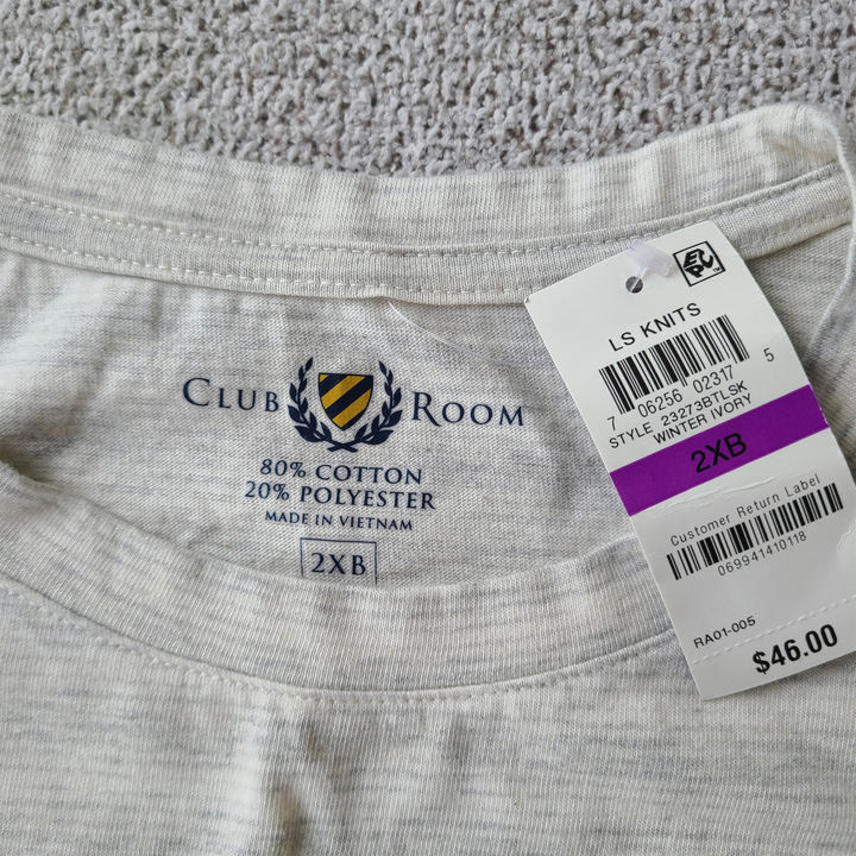 CLUB ROOM
80% COTTON
20% POLYESTER
MADE IN VIETNAM
2XB
LS KNITS
7 06256 02317 5
STYLE 23273BTLSK
WINTER IVORY
2XB
Customer Return Label
069941410118
RA01-005
$46.00